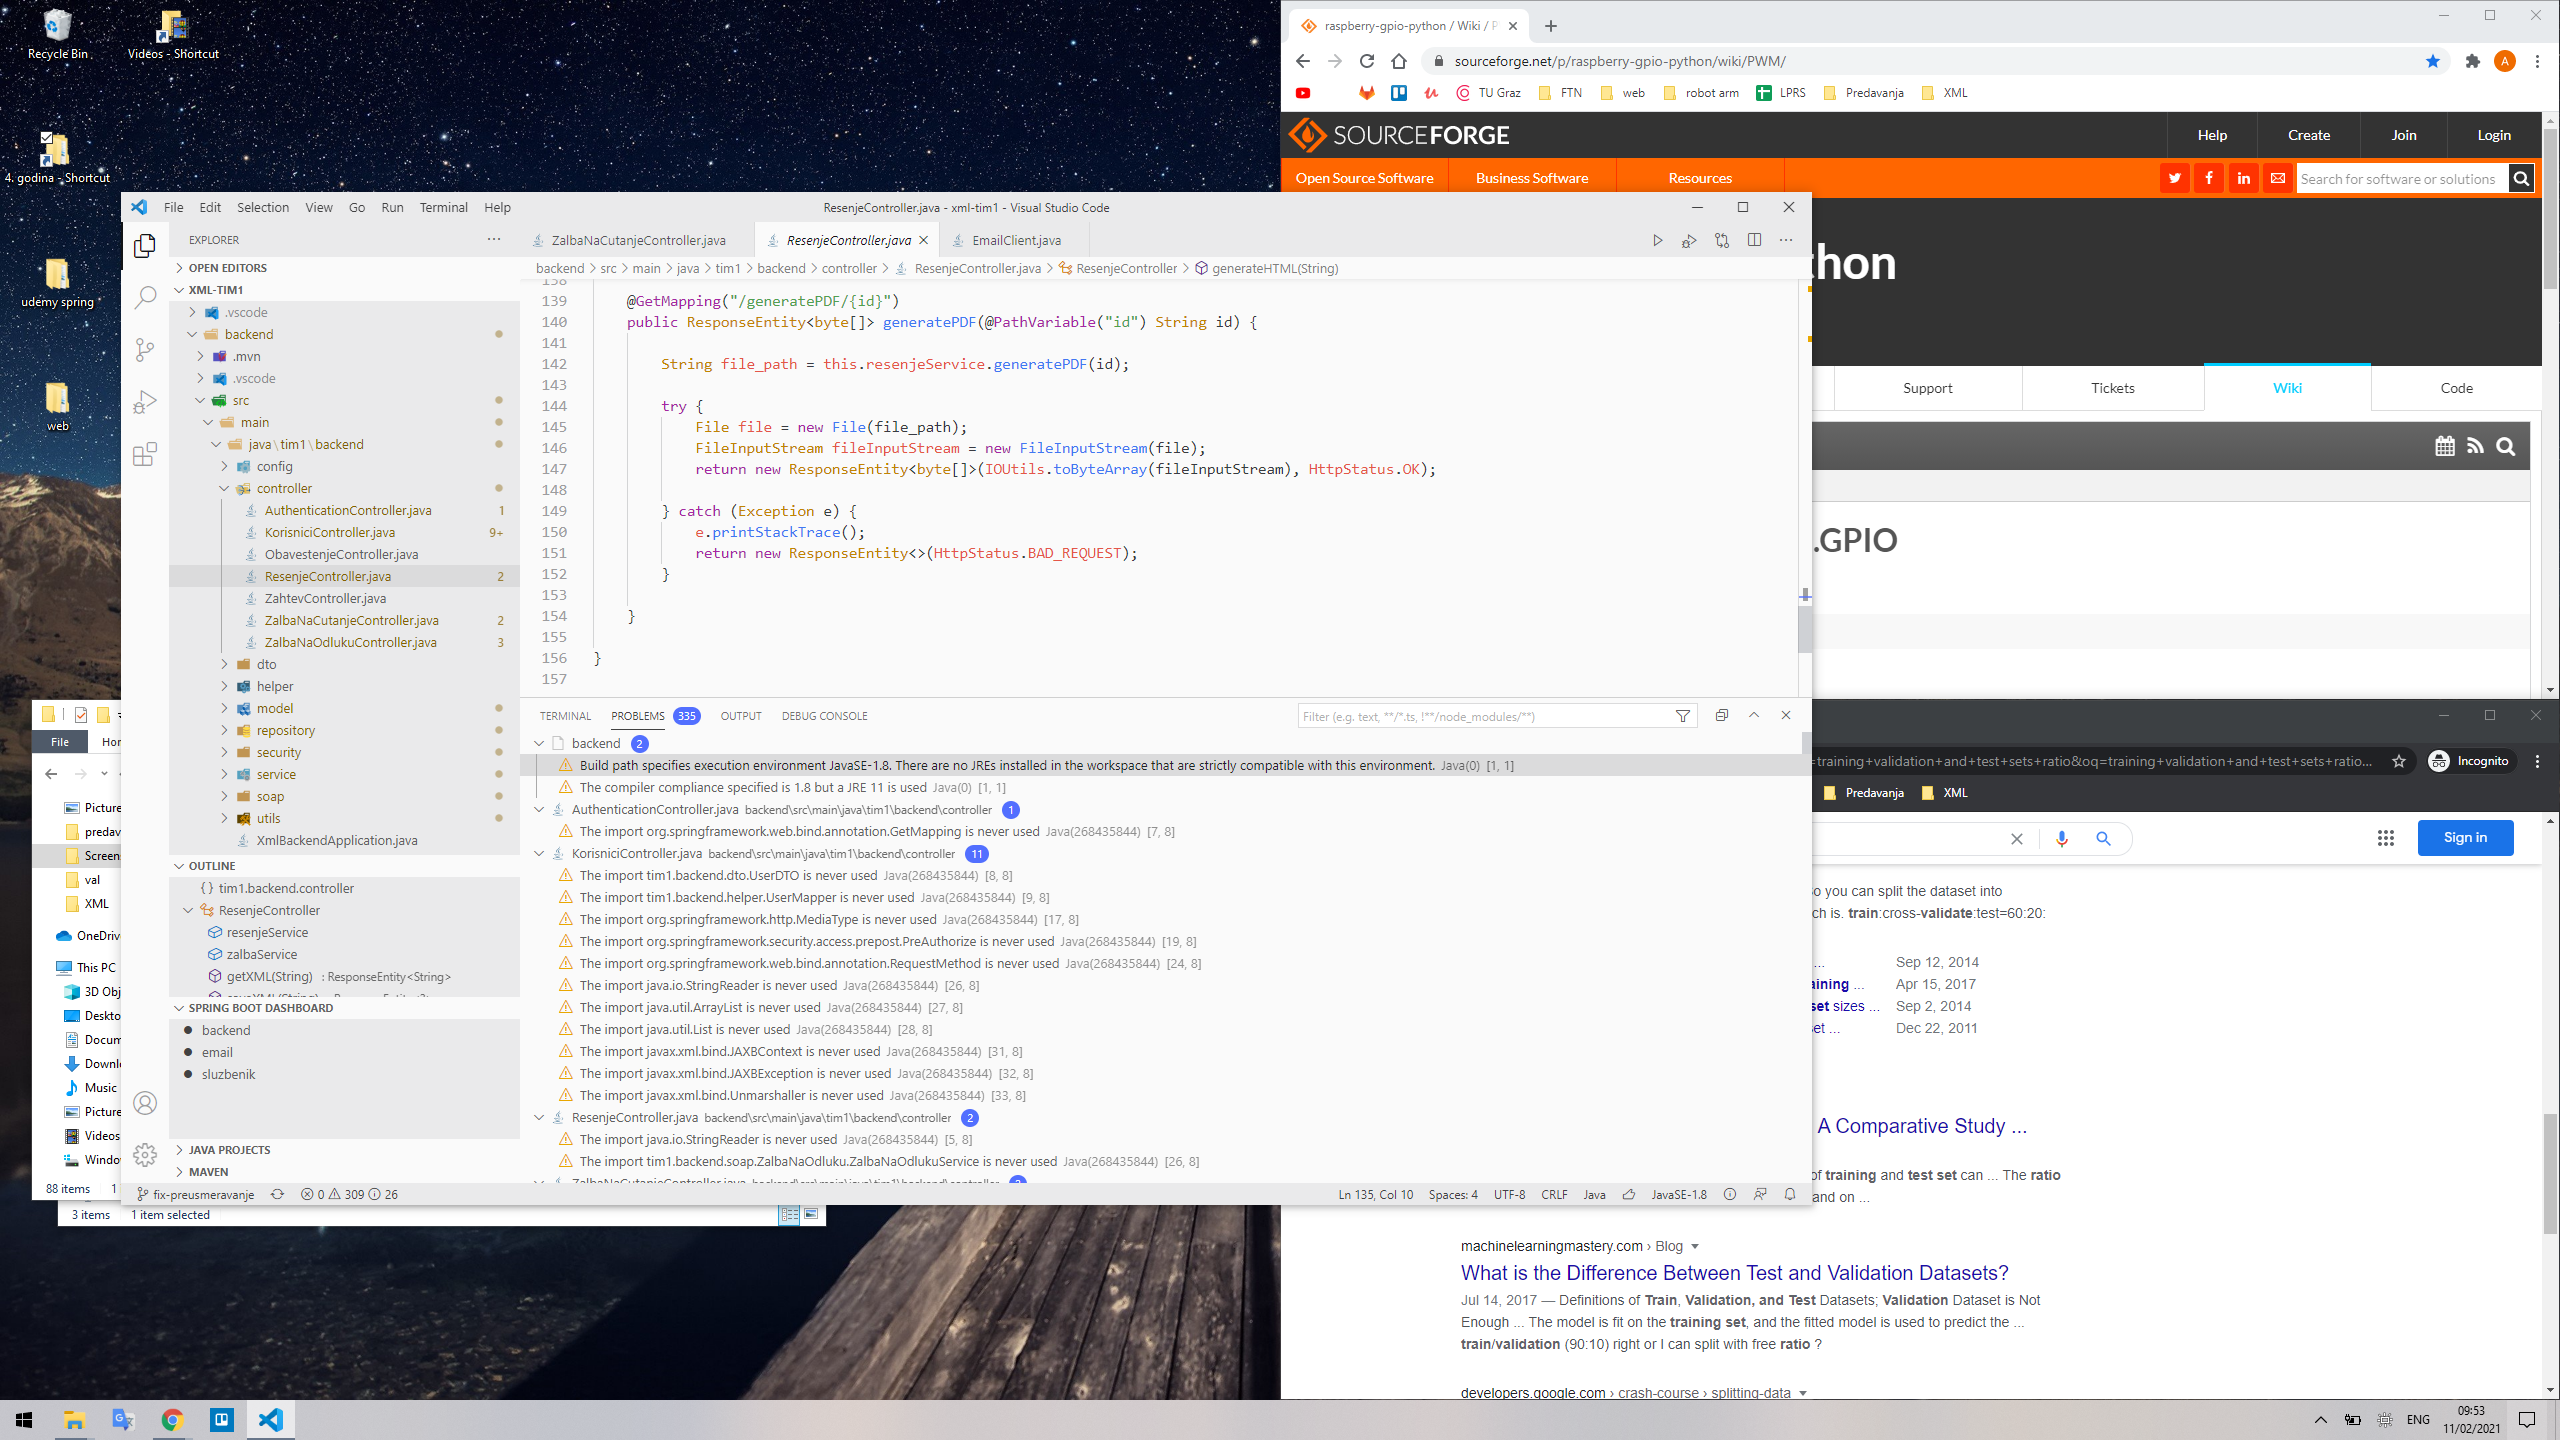 Recycle Bin
Videos - Shortcut
4. godina - Shortcut
udemy spring
web
raspberry-gpio-python / Wiki / P
sourceforge.net/p/raspberry-gpio-python/wiki/PWM/
A
TU Graz
FTN
web
robot arm
LPRS
Predavanja
XML
SOURCEFORGE
Help
Create
Join
Login
Open Source Software
Business Software
Resources
Search for software or solutions
thon
Support
Tickets
Wiki
Code
.GPIO
File Edit Selection View Go Run Terminal Help
ResenjeController.java - xml-tim1 - Visual Studio Code
EXPLORER
OPEN EDITORS
XML-TIM1
.vscode
backend
.mvn
.vscode
src
main
java\tim1\backend
config
controller
AuthenticationController.java 1
KorisniciController.java 9+
ObavestenjeController.java
ResenjeController.java 2
ZahtevController.java
ZalbaNaCutanjeController.java 2
ZalbaNaOdlukuController.java 3
dto
helper
model
repository
security
service
soap
utils
XmlBackendApplication.java
OUTLINE
{} tim1.backend.controller
ResenjeController
resenjeService
zalbaService
getXML(String) : ResponseEntity<String>
SPRING BOOT DASHBOARD
backend
email
sluzbenik
JAVA PROJECTS
MAVEN
ZalbaNaCutanjeController.java
ResenjeController.java
EmailClient.java
backend > src > main > java > tim1 > backend > controller > ResenjeController.java > ResenjeController > generateHTML(String)
138
139 @GetMapping("/generatePDF/{id}")
140 public ResponseEntity<byte[]> generatePDF(@PathVariable("id") String id) {
141
142 String file_path = this.resenjeService.generatePDF(id);
143
144 try {
145 File file = new File(file_path);
146 FileInputStream fileInputStream = new FileInputStream(file);
147 return new ResponseEntity<byte[]>(IOUtils.toByteArray(fileInputStream), HttpStatus.OK);
148
149 } catch (Exception e) {
150 e.printStackTrace();
151 return new ResponseEntity<>(HttpStatus.BAD_REQUEST);
152 }
153
154 }
155
156 }
157
TERMINAL PROBLEMS 335 OUTPUT DEBUG CONSOLE
Filter (e.g. text, **/*.ts, !**/node_modules/**)
backend 2
Build path specifies execution environment JavaSE-1.8. There are no JREs installed in the workspace that are strictly compatible with this environment. Java(0) [1, 1]
The compiler compliance specified is 1.8 but a JRE 11 is used Java(0) [1, 1]
AuthenticationController.java backend\src\main\java\tim1\backend\controller 1
The import org.springframework.web.bind.annotation.GetMapping is never used Java(268435844) [7, 8]
KorisniciController.java backend\src\main\java\tim1\backend\controller 11
The import tim1.backend.dto.UserDTO is never used Java(268435844) [8, 8]
The import tim1.backend.helper.UserMapper is never used Java(268435844) [9, 8]
The import org.springframework.http.MediaType is never used Java(268435844) [17, 8]
The import org.springframework.security.access.prepost.PreAuthorize is never used Java(268435844) [19, 8]
The import org.springframework.web.bind.annotation.RequestMethod is never used Java(268435844) [24, 8]
The import java.io.StringReader is never used Java(268435844) [26, 8]
The import java.util.ArrayList is never used Java(268435844) [27, 8]
The import java.util.List is never used Java(268435844) [28, 8]
The import javax.xml.bind.JAXBContext is never used Java(268435844) [31, 8]
The import javax.xml.bind.JAXBException is never used Java(268435844) [32, 8]
The import javax.xml.bind.Unmarshaller is never used Java(268435844) [33, 8]
ResenjeController.java backend\src\main\java\tim1\backend\controller 2
The import java.io.StringReader is never used Java(268435844) [5, 8]
The import tim1.backend.soap.ZalbaNaOdluku.ZalbaNaOdlukuService is never used Java(268435844) [26, 8]
fix-preusmeravanje 0 309 26
Ln 135, Col 10 Spaces: 4 UTF-8 CRLF Java JavaSE-1.8
File
Hor
Picture
predav
Screen
val
XML
OneDriv
This PC
3D Obj
Deskto
Docum
Downl
Music
Picture
Videos
Windo
88 items 1
3 items 1 item selected
=training+validation+and+test+sets+ratio&oq=training+validation+and+test+sets+ratio...
Incognito
Predavanja
XML
Sign in
o you can split the dataset into
ch is. train:cross-validate:test=60:20:
... Sep 12, 2014
aining ... Apr 15, 2017
set sizes ... Sep 2, 2014
et ... Dec 22, 2011
A Comparative Study ...
of training and test set can ... The ratio
and on ...
machinelearningmastery.com › Blog
What is the Difference Between Test and Validation Datasets?
Jul 14, 2017 — Definitions of Train, Validation, and Test Datasets; Validation Dataset is Not
Enough ... The model is fit on the training set, and the fitted model is used to predict the ...
train/validation (90:10) right or I can split with free ratio ?
developers.google.com › crash-course › splitting-data
ENG
09:53
11/02/2021